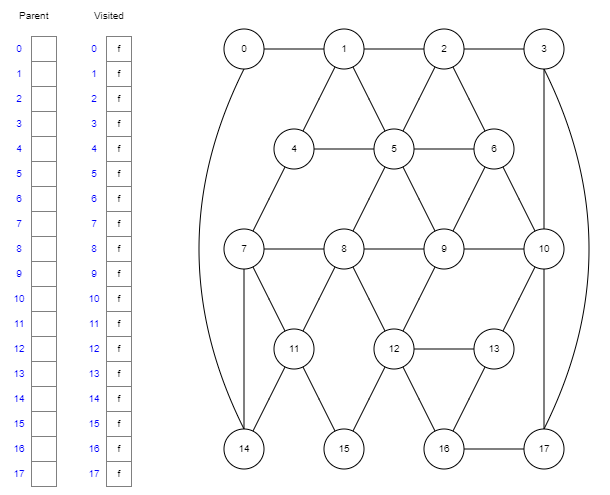 Parent Visited
0 0 f
1 1 f
2 2 f
3 3 f
4 4 f
5 5 f
6 6 f
7 7 f
8 8 f
9 9 f
10 10 f
11 11 f
12 12 f
13 13 f
14 14 f
15 15 f
16 16 f
17 17 f
0 1 2 3
4 5 6
7 8 9 10
11 12 13
14 15 16 17